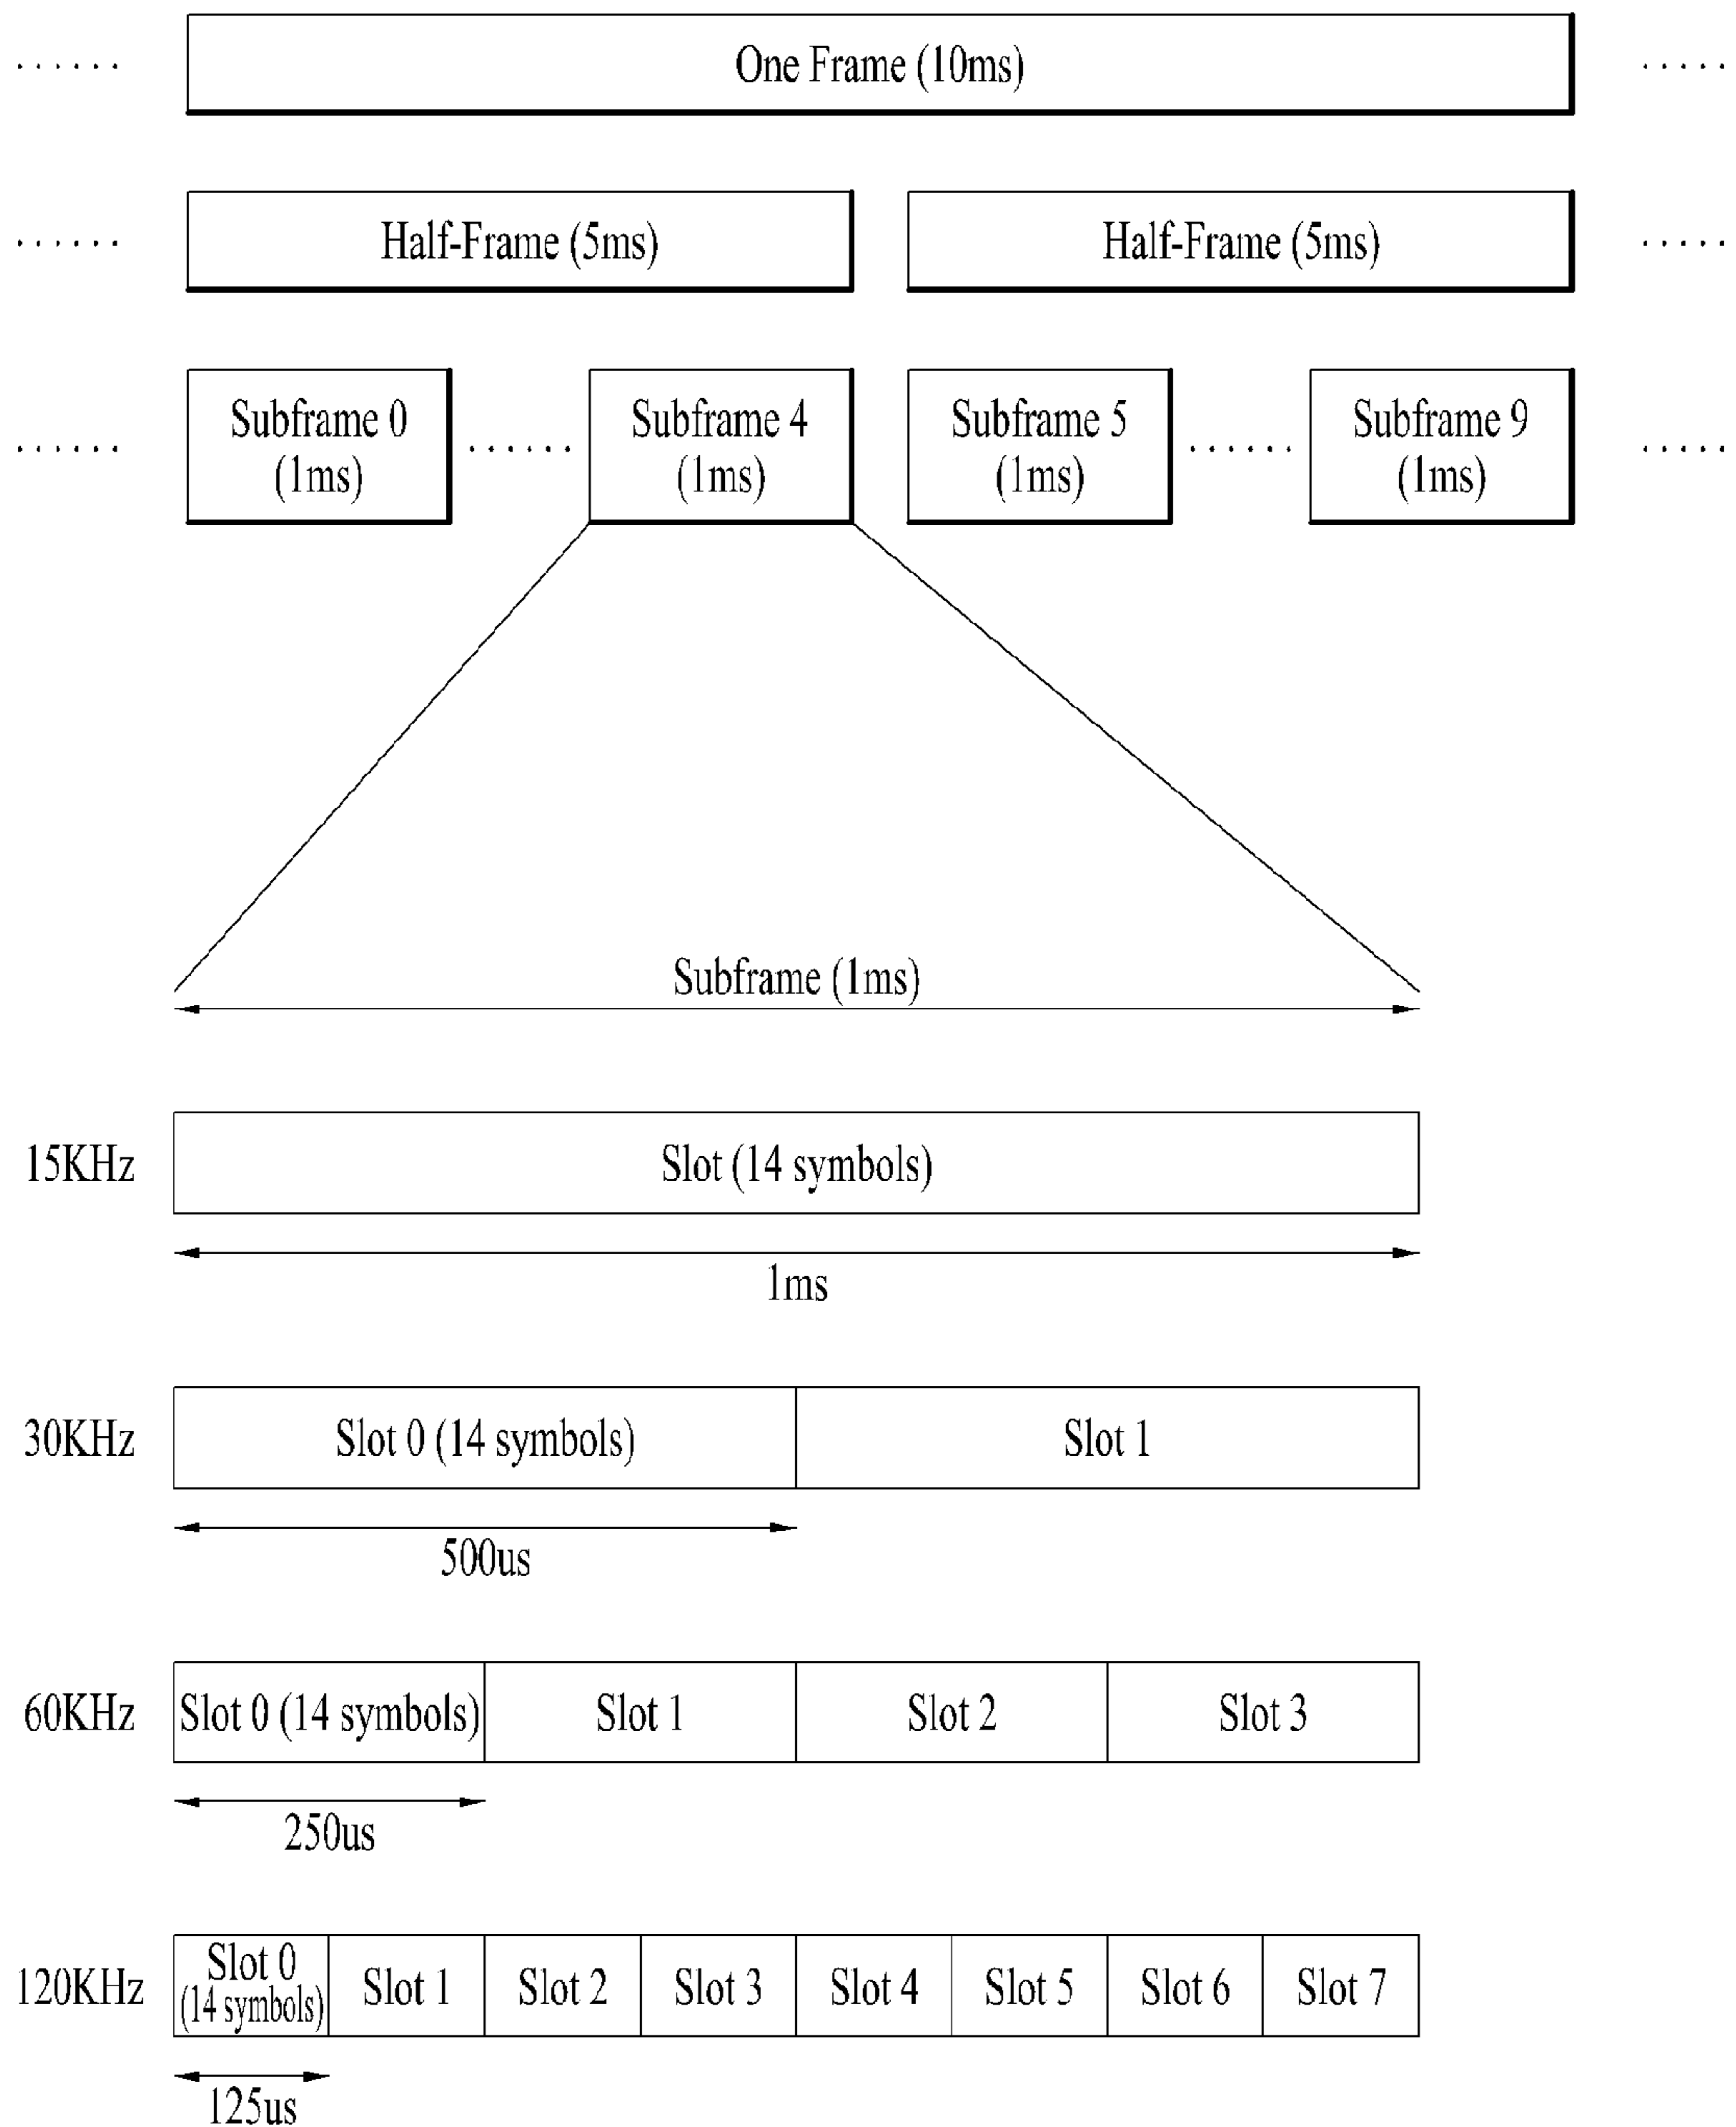 One Frame (10ms)
Half-Frame (5ms)
Half-Frame (5ms)
Subframe 0
(1ms)
Subframe 4
(1ms)
Subframe 5
(1ms)
Subframe 9
(1ms)
Subframe (1ms)
15KHz
Slot (14 symbols)
1ms
30KHz
Slot 0 (14 symbols)
Slot 1
500us
60KHz
Slot 0 (14 symbols)
Slot 1
Slot 2
Slot 3
250us
120KHz
Slot 0
(14 symbols)
Slot 1
Slot 2
Slot 3
Slot 4
Slot 5
Slot 6
Slot 7
125us